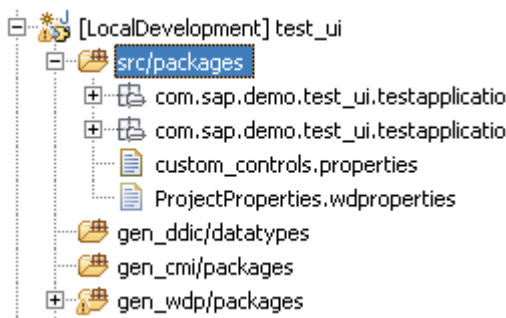 [LocalDevelopment] test_ui
src/packages
com.sap.demo.test_ui.testapplicatio
com.sap.demo.test_ui.testapplicatio
custom_controls.properties
ProjectProperties.wdproperties
gen_ddic/datatypes
gen_cmi/packages
gen_wdp/packages